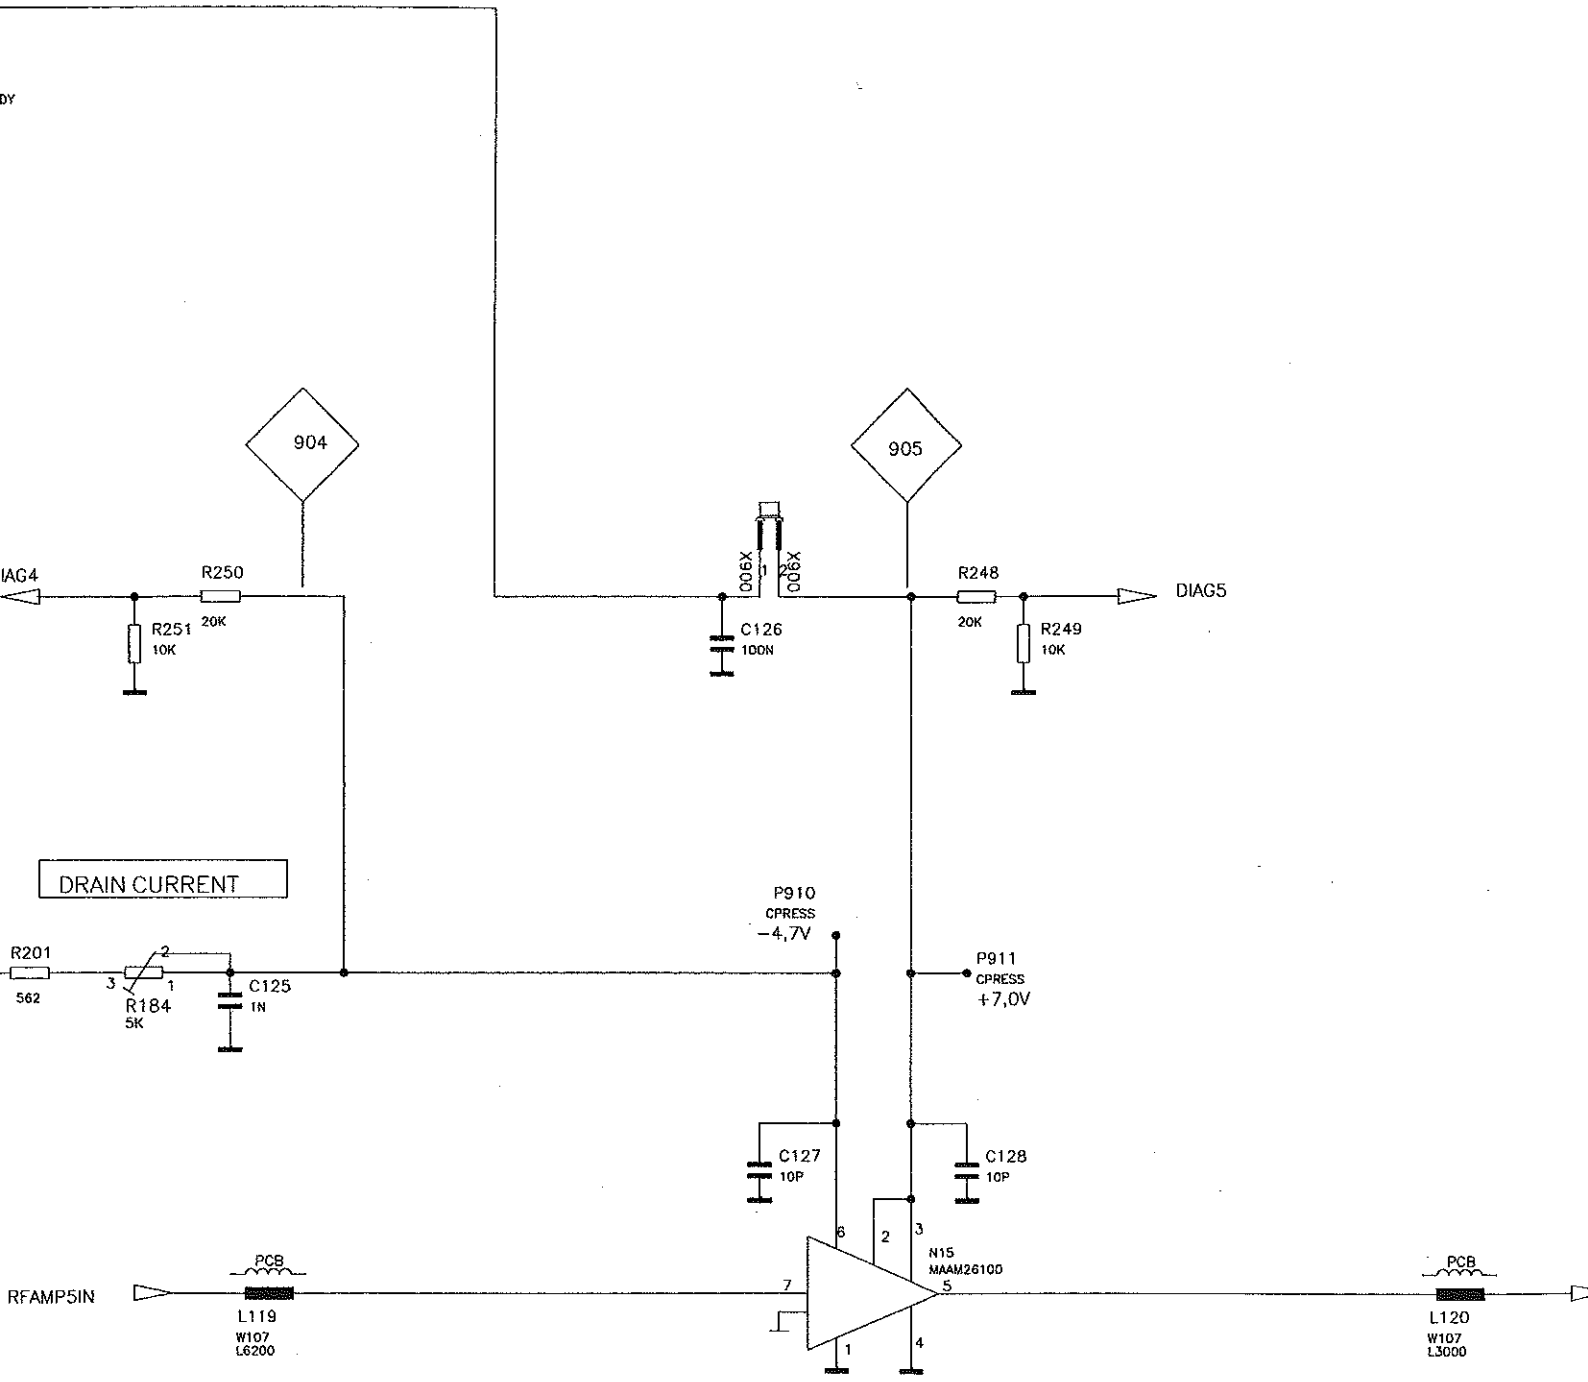 DY
904
905
X900
1
2
X900
IAG4
R250
20K
R251
10K
C126
100N
R248
20K
R249
10K
DIAG5
DRAIN CURRENT
P910
CPRESS
-4,7V
P911
CPRESS
+7,0V
R201
562
3
2
1
R184
5K
C125
1N
C127
10P
C128
10P
6
2
3
N15
MAAM26100
7
5
1
4
RFAMP5IN
PCB
L119
W107
L6200
PCB
L120
W107
L3000